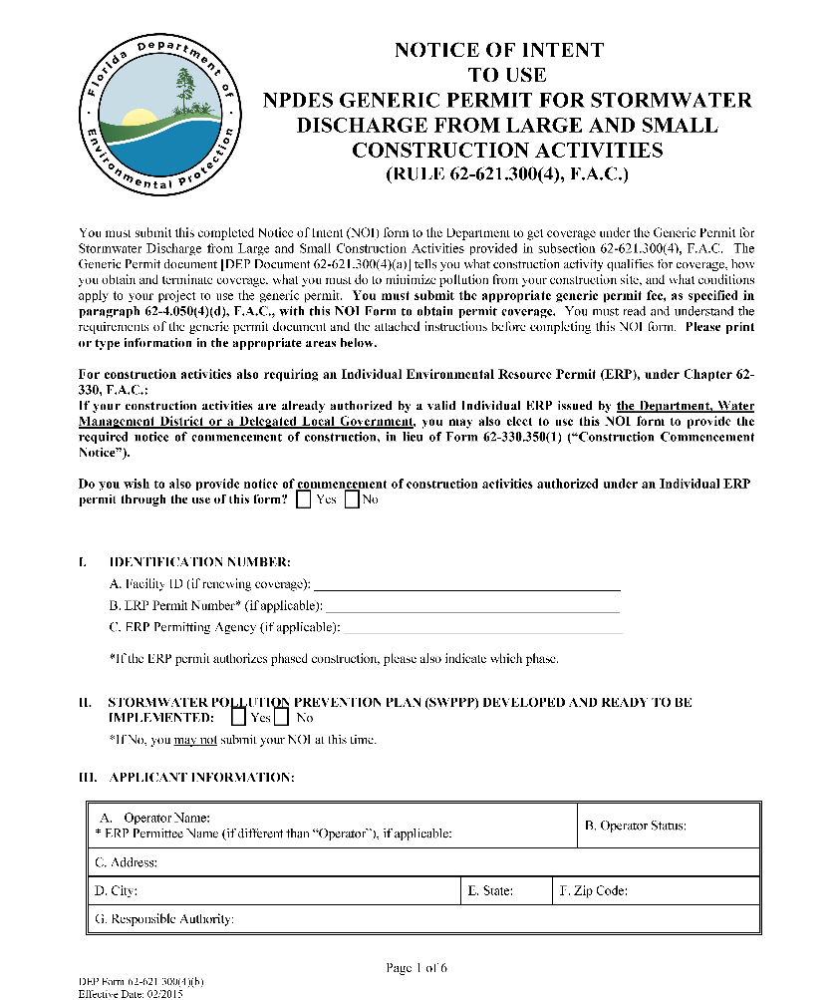 Florida Department of
Environmental Protection
NOTICE OF INTENT
TO USE
NPDES GENERIC PERMIT FOR STORMWATER
DISCHARGE FROM LARGE AND SMALL
CONSTRUCTION ACTIVITIES
(RULE 62-621.300(4), F.A.C.)
You must submit this completed Notice of Intent (NOI) form to the Department to get coverage under the Generic Permit for
Stormwater Discharge from Large and Small Construction Activities provided in subsection 62-621.300(4), F.A.C. The
Generic Permit document [DEP Document 62-621.300(4)(a)] tells you what construction activity qualifies for coverage, how
you obtain and terminate coverage, what you must do to minimize pollution from your construction site, and what conditions
apply to your project to use the generic permit. You must submit the appropriate generic permit fee, as specified in
paragraph 62-4.050(4)(d), F.A.C., with this NOI Form to obtain permit coverage. You must read and understand the
requirements of the generic permit document and the attached instructions before completing this NOI form. Please print
or type information in the appropriate areas below.
For construction activities also requiring an Individual Environmental Resource Permit (ERP), under Chapter 62-
330, F.A.C.:
If your construction activities are already authorized by a valid Individual ERP issued by the Department, Water
Management District or a Delegated Local Government, you may also elect to use this NOI form to provide the
required notice of commencement of construction, in lieu of Form 62-330.350(1) (“Construction Commencement
Notice”).
Do you wish to also provide notice of commencement of construction activities authorized under an Individual ERP
permit through the use of this form? Yes No
I. IDENTIFICATION NUMBER:
A. Facility ID (if renewing coverage):
B. ERP Permit Number* (if applicable):
C. ERP Permitting Agency (if applicable):
*If the ERP permit authorizes phased construction, please also indicate which phase.
II. STORMWATER POLLUTION PREVENTION PLAN (SWPPP) DEVELOPED AND READY TO BE
IMPLEMENTED: Yes No
*If No, you may not submit your NOI at this time.
III. APPLICANT INFORMATION:
A. Operator Name:
* ERP Permittee Name (if different than “Operator”), if applicable:
B. Operator Status:
C. Address:
D. City: E. State: F. Zip Code:
G. Responsible Authority:
Page 1 of 6
DEP Form 62-621.300(4)(b)
Effective Date: 02/2015